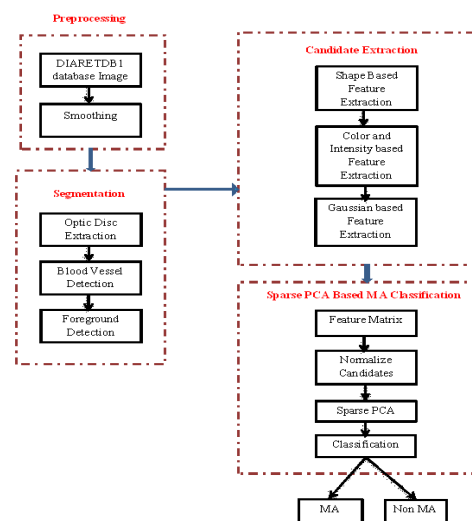 Preprocessing
DIARETDB1
database Image
Smoothing
Segmentation
Optic Disc
Extraction
Blood Vessel
Detection
Foreground
Detection
Candidate Extraction
Shape Based
Feature
Extraction
Color and
Intensity based
Feature
Extraction
Gaussian based
Feature
Extraction
Sparse PCA Based MA Classification
Feature Matrix
Normalize
Candidates
Sparse PCA
Classification
MA
Non MA